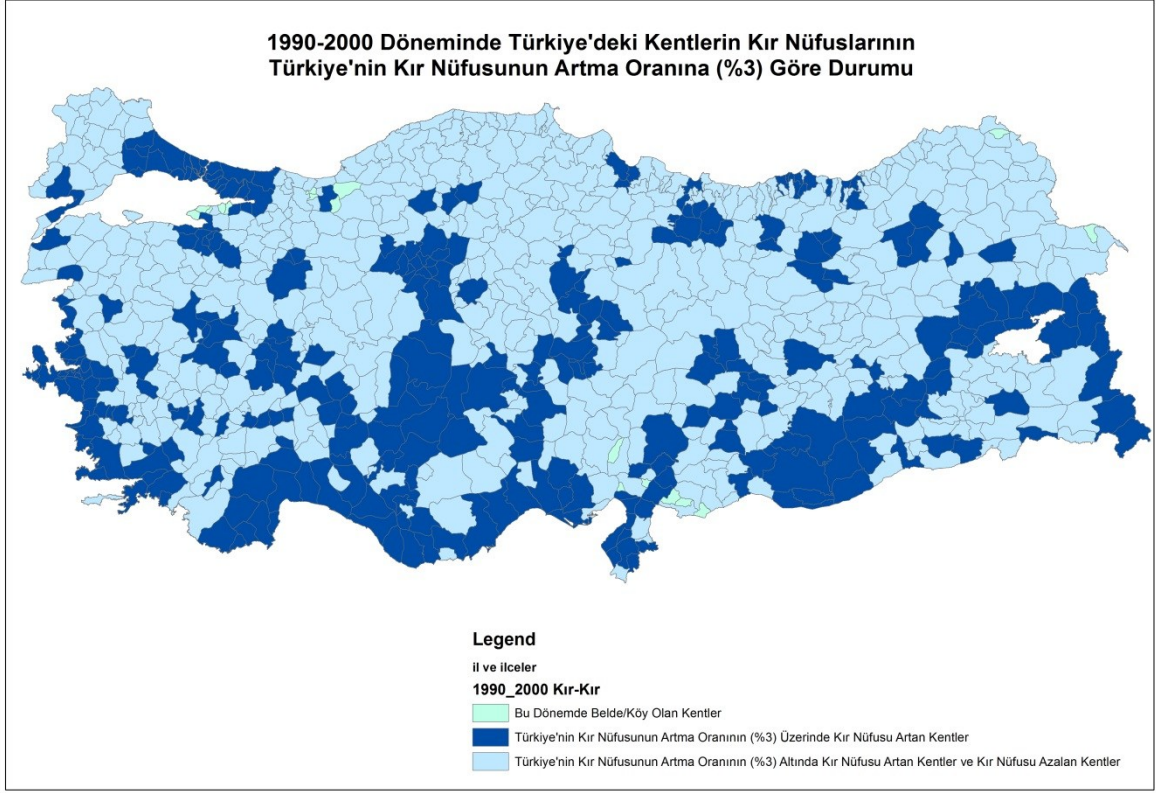 1990-2000 Döneminde Türkiye'deki Kentlerin Kır Nüfuslarının
Türkiye'nin Kır Nüfusunun Artma Oranına (%3) Göre Durumu
Legend
il ve ilceler
1990_2000 Kır-Kır
Bu Dönemde Belde/Köy Olan Kentler
Türkiye'nin Kır Nüfusunun Artma Oranının (%3) Üzerinde Kır Nüfusu Artan Kentler
Türkiye'nin Kır Nüfusunun Artma Oranının (%3) Altında Kır Nüfusu Artan Kentler ve Kır Nüfusu Azalan Kentler